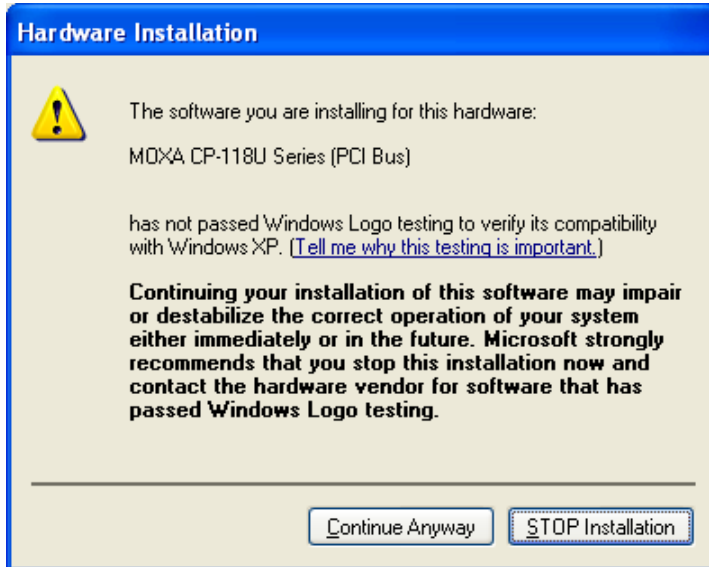 Hardware Installation
The software you are installing for this hardware:
MOXA CP-118U Series (PCI Bus)
has not passed Windows Logo testing to verify its compatibility
with Windows XP. (Tell me why this testing is important.)
Continuing your installation of this software may impair
or destabilize the correct operation of your system
either immediately or in the future. Microsoft strongly
recommends that you stop this installation now and
contact the hardware vendor for software that has
passed Windows Logo testing.
Continue Anyway
STOP Installation